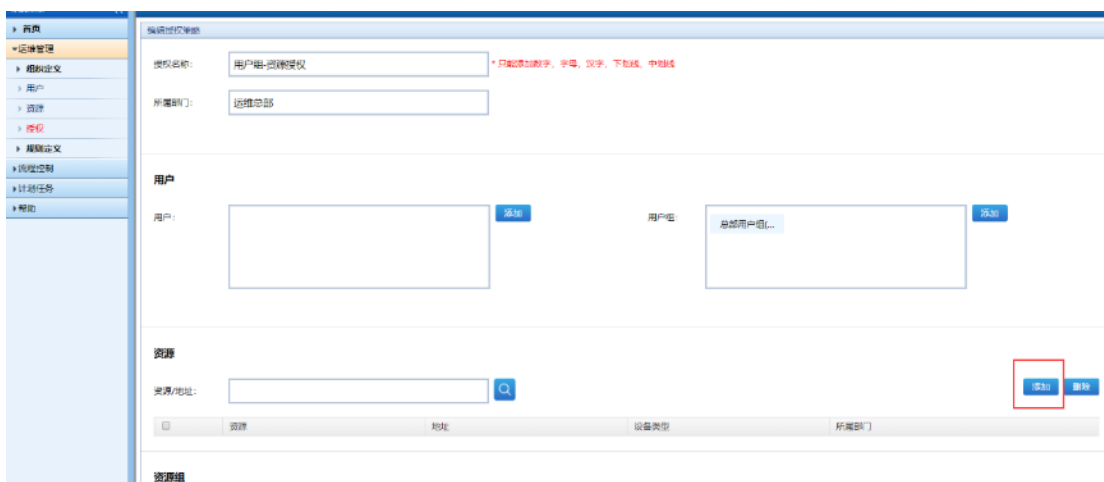 首页
运维管理
组织定义
用户
资源
授权
规则定义
流程控制
计划任务
帮助
编辑授权策略
授权名称: 用户组-资源授权 * 只能添加数字、字母、汉字、下划线、中划线
所属部门: 运维总部
用户
用户: 添加 用户组: 总部用户组(... 添加
资源
资源/地址: 添加 删除
资源 地址 设备类型 所属部门
资源组